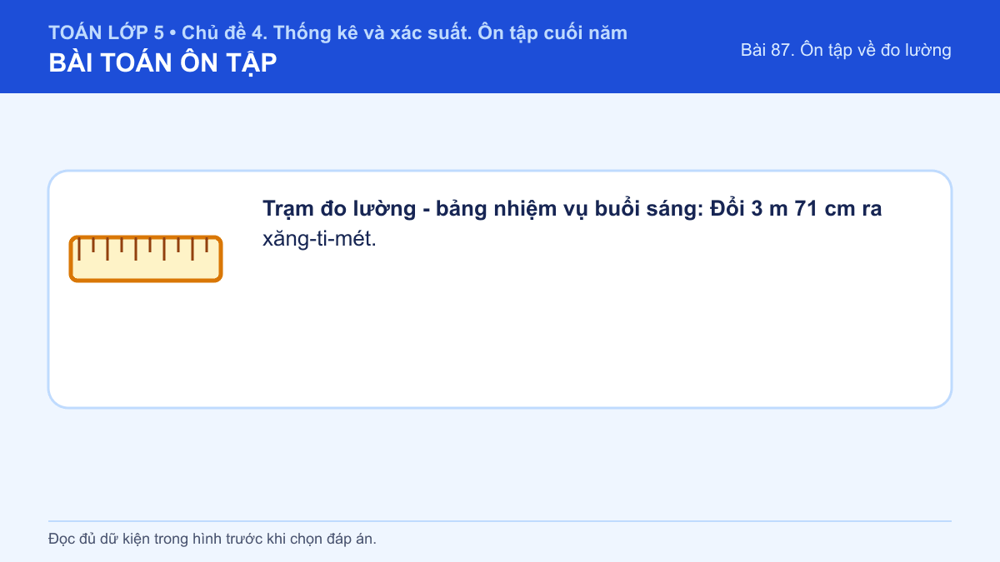 TOÁN LỚP 5 • Chủ đề 4. Thống kê và xác suất. Ôn tập cuối năm
BÀI TOÁN ÔN TẬP
Bài 87. Ôn tập về đo lường
Trạm đo lường - bảng nhiệm vụ buổi sáng: Đổi 3 m 71 cm ra
xăng-ti-mét.
Đọc đủ dữ kiện trong hình trước khi chọn đáp án.